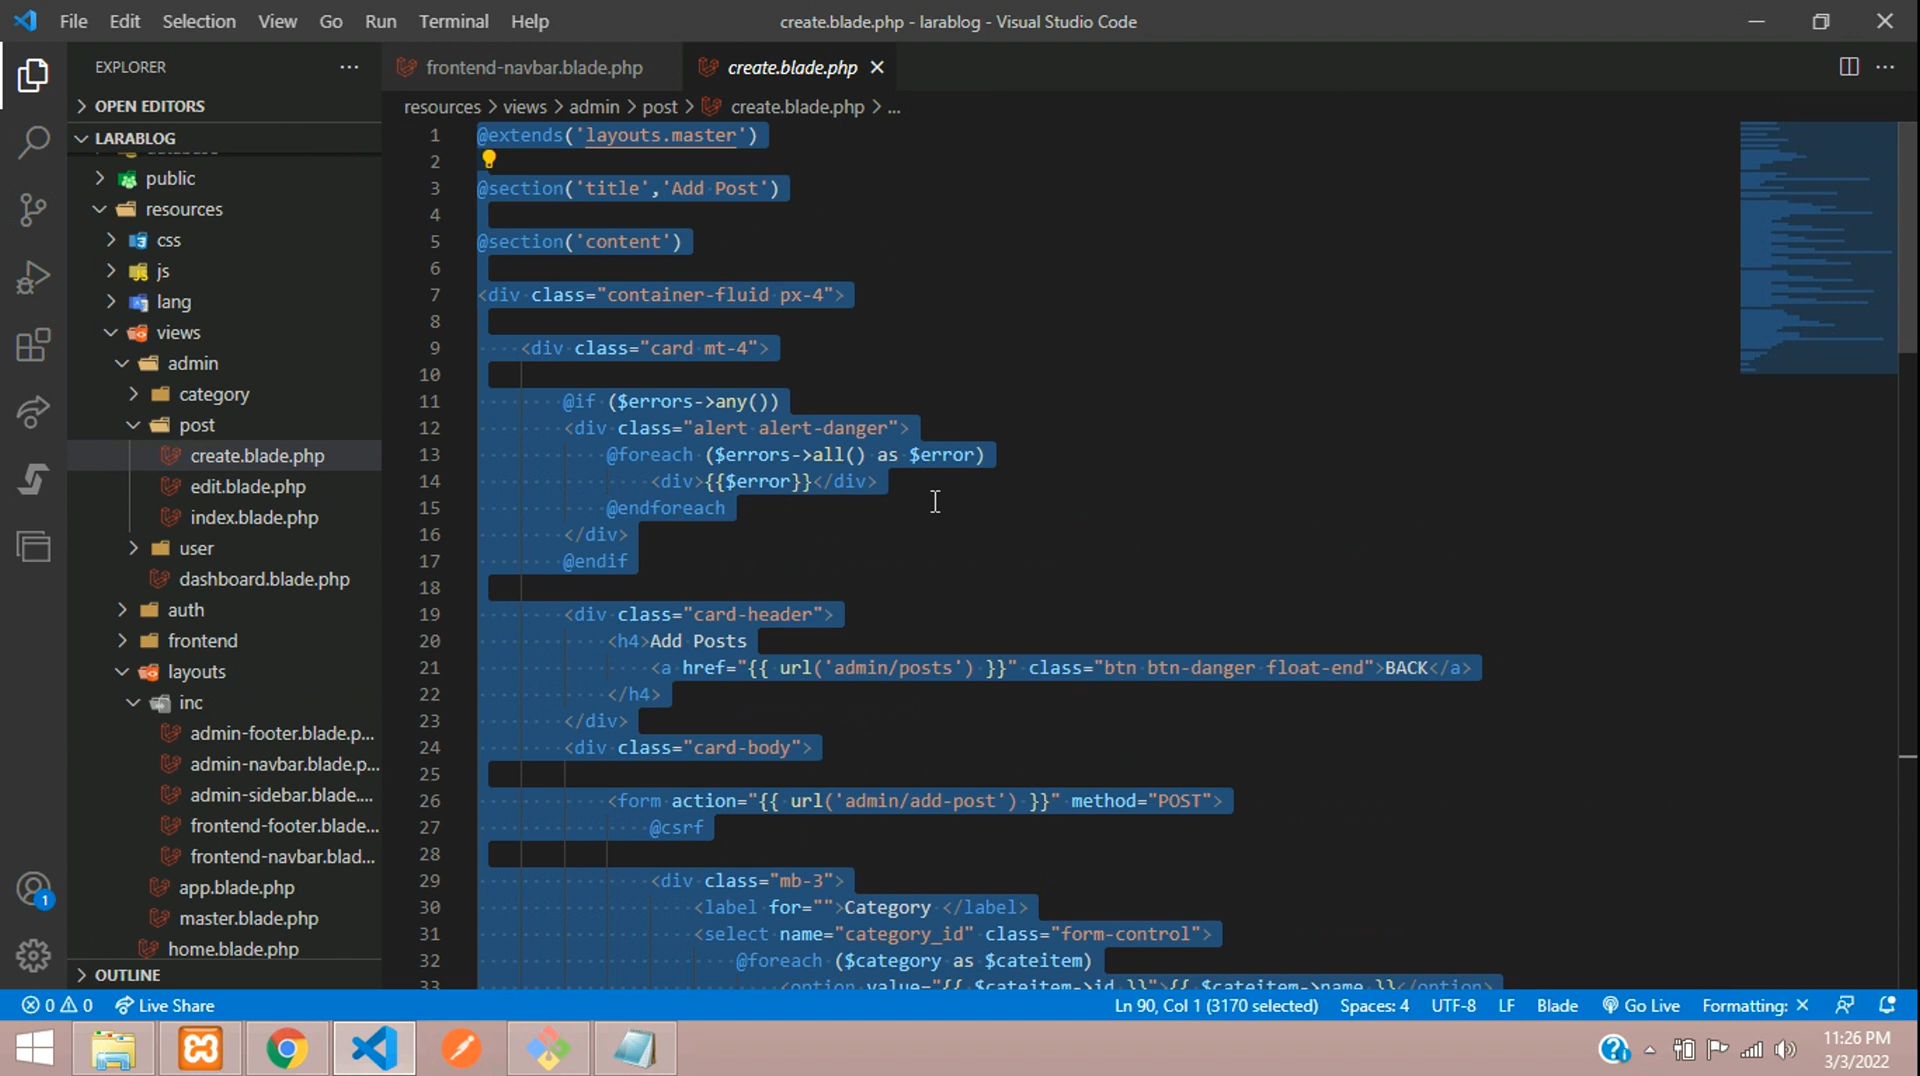 File Edit Selection View Go Run Terminal Help
create.blade.php - larablog - Visual Studio Code
EXPLORER
OPEN EDITORS
LARABLOG
public
resources
css
js
lang
views
admin
category
post
create.blade.php
edit.blade.php
index.blade.php
user
dashboard.blade.php
auth
frontend
layouts
inc
admin-footer.blade.p...
admin-navbar.blade.p...
admin-sidebar.blade....
frontend-footer.blade...
frontend-navbar.blad...
app.blade.php
master.blade.php
home.blade.php
OUTLINE
frontend-navbar.blade.php
create.blade.php
resources > views > admin > post > create.blade.php > ...
1 @extends('layouts.master')
2
3 @section('title','Add Post')
4
5 @section('content')
6
7 <div class="container-fluid px-4">
8
9 <div class="card mt-4">
10
11 @if ($errors->any())
12 <div class="alert alert-danger">
13 @foreach ($errors->all() as $error)
14 <div>{{$error}}</div>
15 @endforeach
16 </div>
17 @endif
18
19 <div class="card-header">
20 <h4>Add Posts
21 <a href="{{ url('admin/posts') }}" class="btn btn-danger float-end">BACK</a>
22 </h4>
23 </div>
24 <div class="card-body">
25
26 <form action="{{ url('admin/add-post') }}" method="POST">
27 @csrf
28
29 <div class="mb-3">
30 <label for="">Category </label>
31 <select name="category_id" class="form-control">
32 @foreach ($category as $cateitem)
33 <option value="{{ $cateitem->id }}">{{ $cateitem->name }}</option>
1
0 0 Live Share
Ln 90, Col 1 (3170 selected) Spaces: 4 UTF-8 LF Blade Go Live Formatting: ×
11:26 PM
3/3/2022